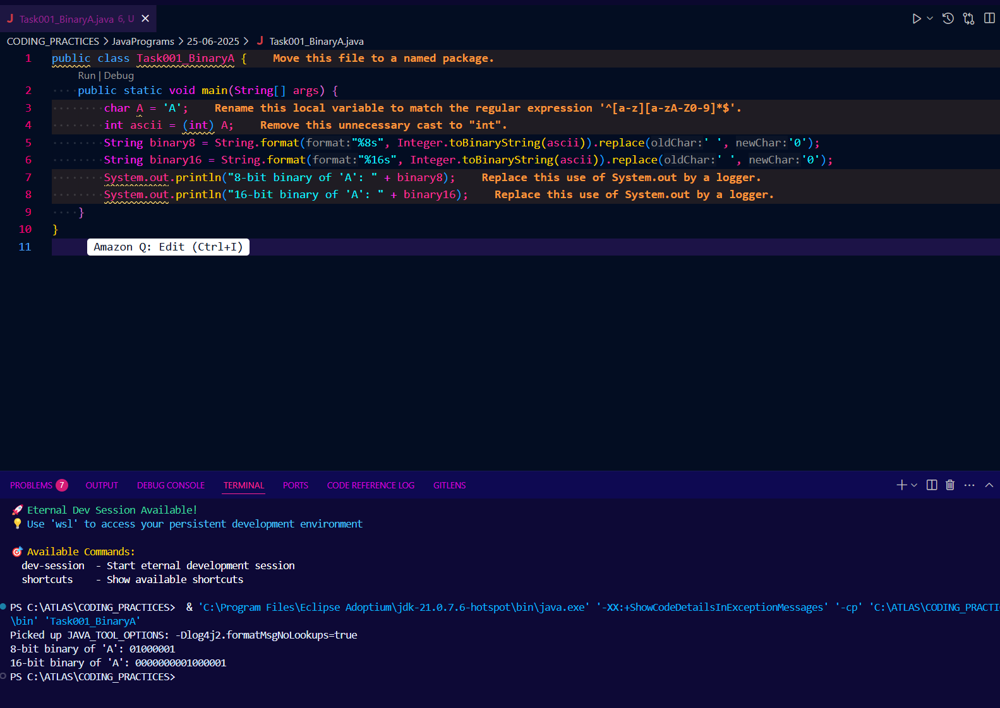 J Task001_BinaryA.java 6, U
CODING_PRACTICES > JavaPrograms > 25-06-2025 > J Task001_BinaryA.java
1 public class Task001_BinaryA { Move this file to a named package.
Run | Debug
2 public static void main(String[] args) {
3 char A = 'A'; Rename this local variable to match the regular expression '^[a-z][a-zA-Z0-9]*$'.
4 int ascii = (int) A; Remove this unnecessary cast to "int".
5 String binary8 = String.format(format:"%8s", Integer.toBinaryString(ascii)).replace(oldChar:' ', newChar:'0');
6 String binary16 = String.format(format:"%16s", Integer.toBinaryString(ascii)).replace(oldChar:' ', newChar:'0');
7 System.out.println("8-bit binary of 'A': " + binary8); Replace this use of System.out by a logger.
8 System.out.println("16-bit binary of 'A': " + binary16); Replace this use of System.out by a logger.
9 }
10 }
11 Amazon Q: Edit (Ctrl+I)
PROBLEMS 7 OUTPUT DEBUG CONSOLE TERMINAL PORTS CODE REFERENCE LOG GITLENS
🚀 Eternal Dev Session Available!
💡 Use 'wsl' to access your persistent development environment
🎯 Available Commands:
dev-session - Start eternal development session
shortcuts - Show available shortcuts
PS C:\ATLAS\CODING_PRACTICES> & 'C:\Program Files\Eclipse Adoptium\jdk-21.0.7.6-hotspot\bin\java.exe' '-XX:+ShowCodeDetailsInExceptionMessages' '-cp' 'C:\ATLAS\CODING_PRACTI
\bin' 'Task001_BinaryA'
Picked up JAVA_TOOL_OPTIONS: -Dlog4j2.formatMsgNoLookups=true
8-bit binary of 'A': 01000001
16-bit binary of 'A': 0000000001000001
PS C:\ATLAS\CODING_PRACTICES>